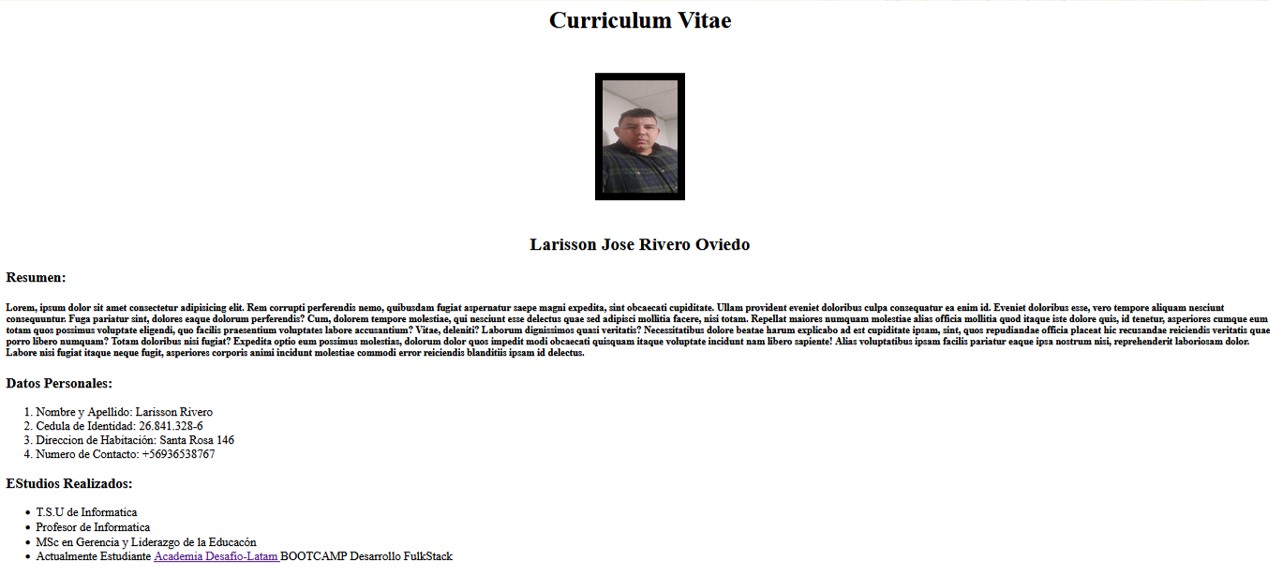 Curriculum Vitae
Larisson Jose Rivero Oviedo
Resumen:
Lorem, ipsum dolor sit amet consectetur adipisicing elit. Rem corrupti perferendis nemo, quibusdam fugiat aspernatur saepe magni expedita, sint obcaecati cupiditate. Ullam provident eveniet doloribus culpa consequatur ea enim id. Eveniet doloribus esse, vero tempore aliquam nesciunt
consequuntur. Fuga pariatur sint, dolores eaque dolorum perferendis? Cum, dolorem tempore molestiae, qui nesciunt esse delectus quae sed adipisci mollitia facere, nisi totam. Repellat maiores numquam molestiae alias officia mollitia quod itaque iste dolore quis, id tenetur, asperiores cumque eum
totam quos possimus voluptate eligendi, quo facilis praesentium voluptates labore accusantium? Vitae, deleniti? Laborum dignissimos quasi veritatis? Necessitatibus dolore beatae harum explicabo ad est cupiditate ipsam, sint, quos repudiandae officia placeat hic recusandae reiciendis veritatis quae
porro libero numquam? Totam doloribus nisi fugiat? Expedita optio eum possimus molestias, dolorum dolor quos impedit modi obcaecati quisquam itaque voluptate incidunt nam libero sapiente! Alias voluptatibus ipsam facilis pariatur eaque ipsa nostrum nisi, reprehenderit laboriosam dolor.
Labore nisi fugiat itaque neque fugit, asperiores corporis animi incidunt molestiae commodi error reiciendis blanditiis ipsam id delectus.
Datos Personales:
1. Nombre y Apellido: Larisson Rivero
2. Cedula de Identidad: 26.841.328-6
3. Direccion de Habitación: Santa Rosa 146
4. Numero de Contacto: +56936538767
EStudios Realizados:
• T.S.U de Informatica
• Profesor de Informatica
• MSc en Gerencia y Liderazgo de la Educacón
• Actualmente Estudiante Academia Desafio-Latam BOOTCAMP Desarrollo FulkStack